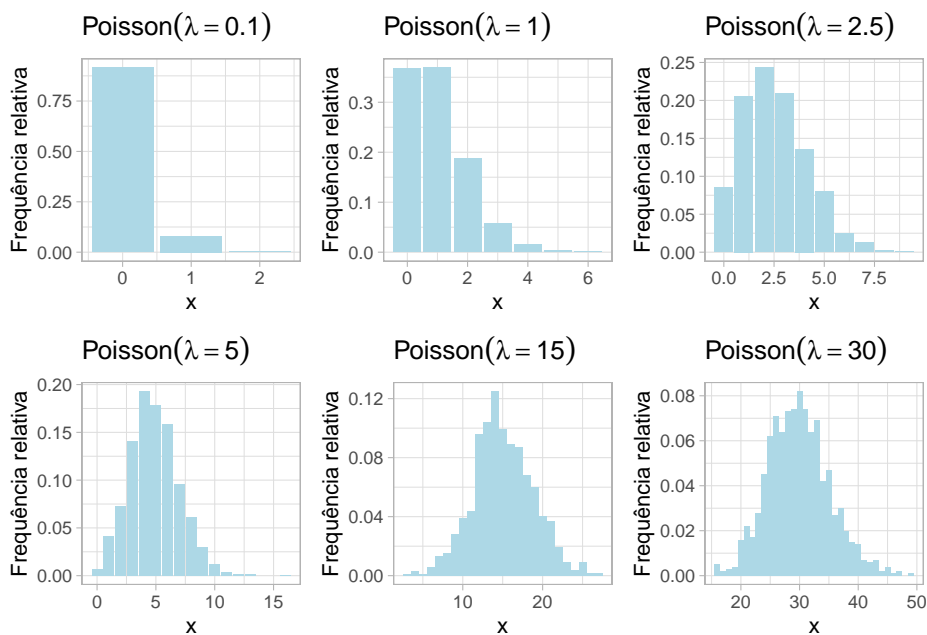 Poisson(λ = 0.1)
Frequência relativa
0.75
0.50
0.25
0.00
0 1 2
x
Poisson(λ = 1)
Frequência relativa
0.3
0.2
0.1
0.0
0 2 4 6
x
Poisson(λ = 2.5)
Frequência relativa
0.25
0.20
0.15
0.10
0.05
0.00
0.0 2.5 5.0 7.5
x
Poisson(λ = 5)
Frequência relativa
0.20
0.15
0.10
0.05
0.00
0 5 10 15
x
Poisson(λ = 15)
Frequência relativa
0.12
0.08
0.04
0.00
10 20
x
Poisson(λ = 30)
Frequência relativa
0.08
0.06
0.04
0.02
0.00
20 30 40 50
x